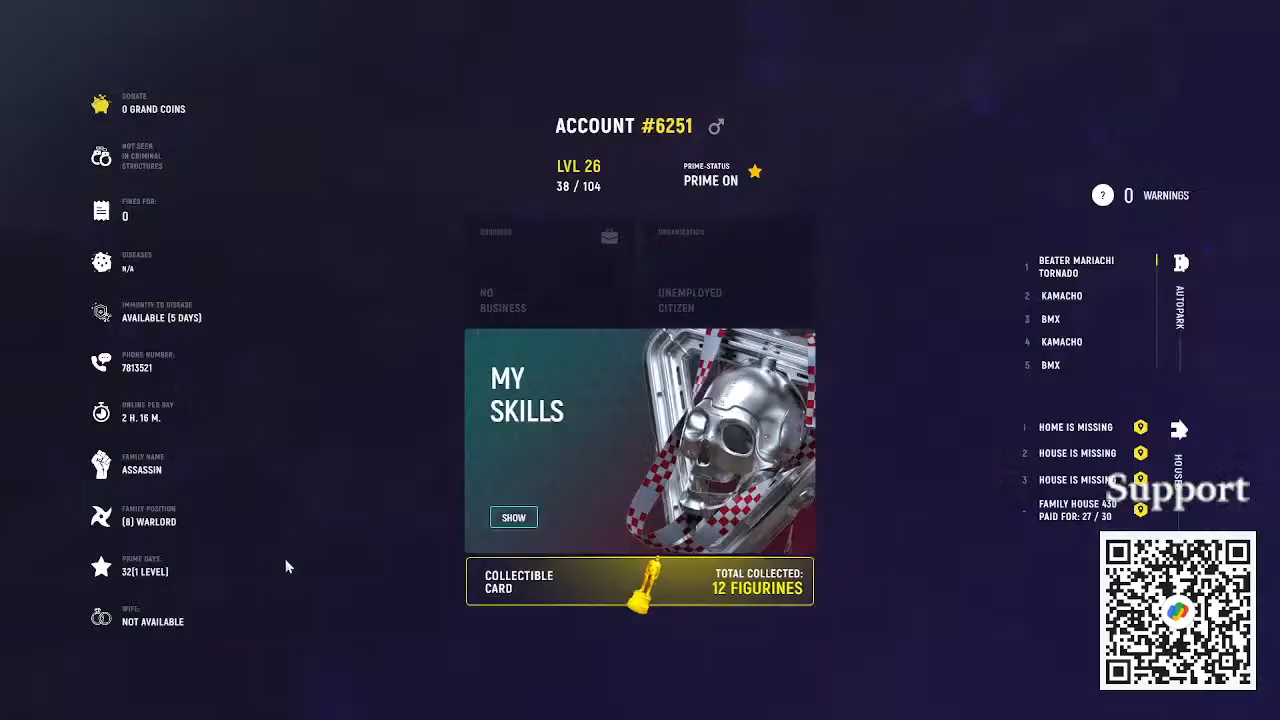 DONATE
0 GRAND COINS
NOT SEEN
IN CRIMINAL
STRUCTURES
FINES FOR:
0
DISEASES
N/A
IMMUNITY TO DISEASE
AVAILABLE (5 DAYS)
PHONE NUMBER:
7813521
ONLINE PER DAY
2 H. 16 M.
FAMILY NAME
ASSASSIN
FAMILY POSITION
(8) WARLORD
PRIME DAYS:
32(1 LEVEL)
WIFE:
NOT AVAILABLE
ACCOUNT #6251
LVL 26
38 / 104
PRIME-STATUS
PRIME ON
BUSINESS
NO
BUSINESS
ORGANISATION
UNEMPLOYED
CITIZEN
MY
SKILLS
SHOW
COLLECTIBLE
CARD
TOTAL COLLECTED:
12 FIGURINES
? 0 WARNINGS
1 BEATER MARIACHI
TORNADO
2 KAMACHO
3 BMX
4 KAMACHO
5 BMX
AUTOPARK
1 HOME IS MISSING
2 HOUSE IS MISSING
3 HOUSE IS MISSING
- FAMILY HOUSE 430
PAID FOR: 27 / 30
HOUSE
Support